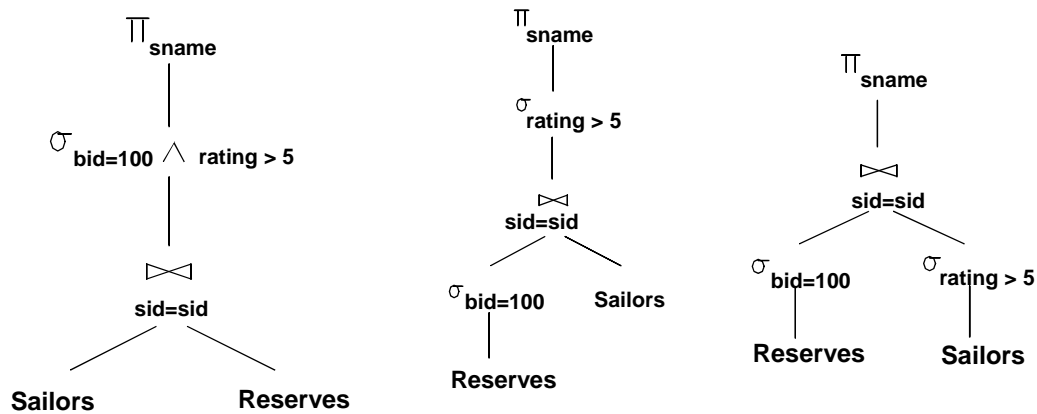 π sname
σ bid=100 ∧ rating > 5
⋈
sid=sid
Sailors Reserves
π sname
σ rating > 5
⋈
sid=sid
σ bid=100 Sailors
Reserves
π sname
⋈
sid=sid
σ bid=100 σ rating > 5
Reserves Sailors